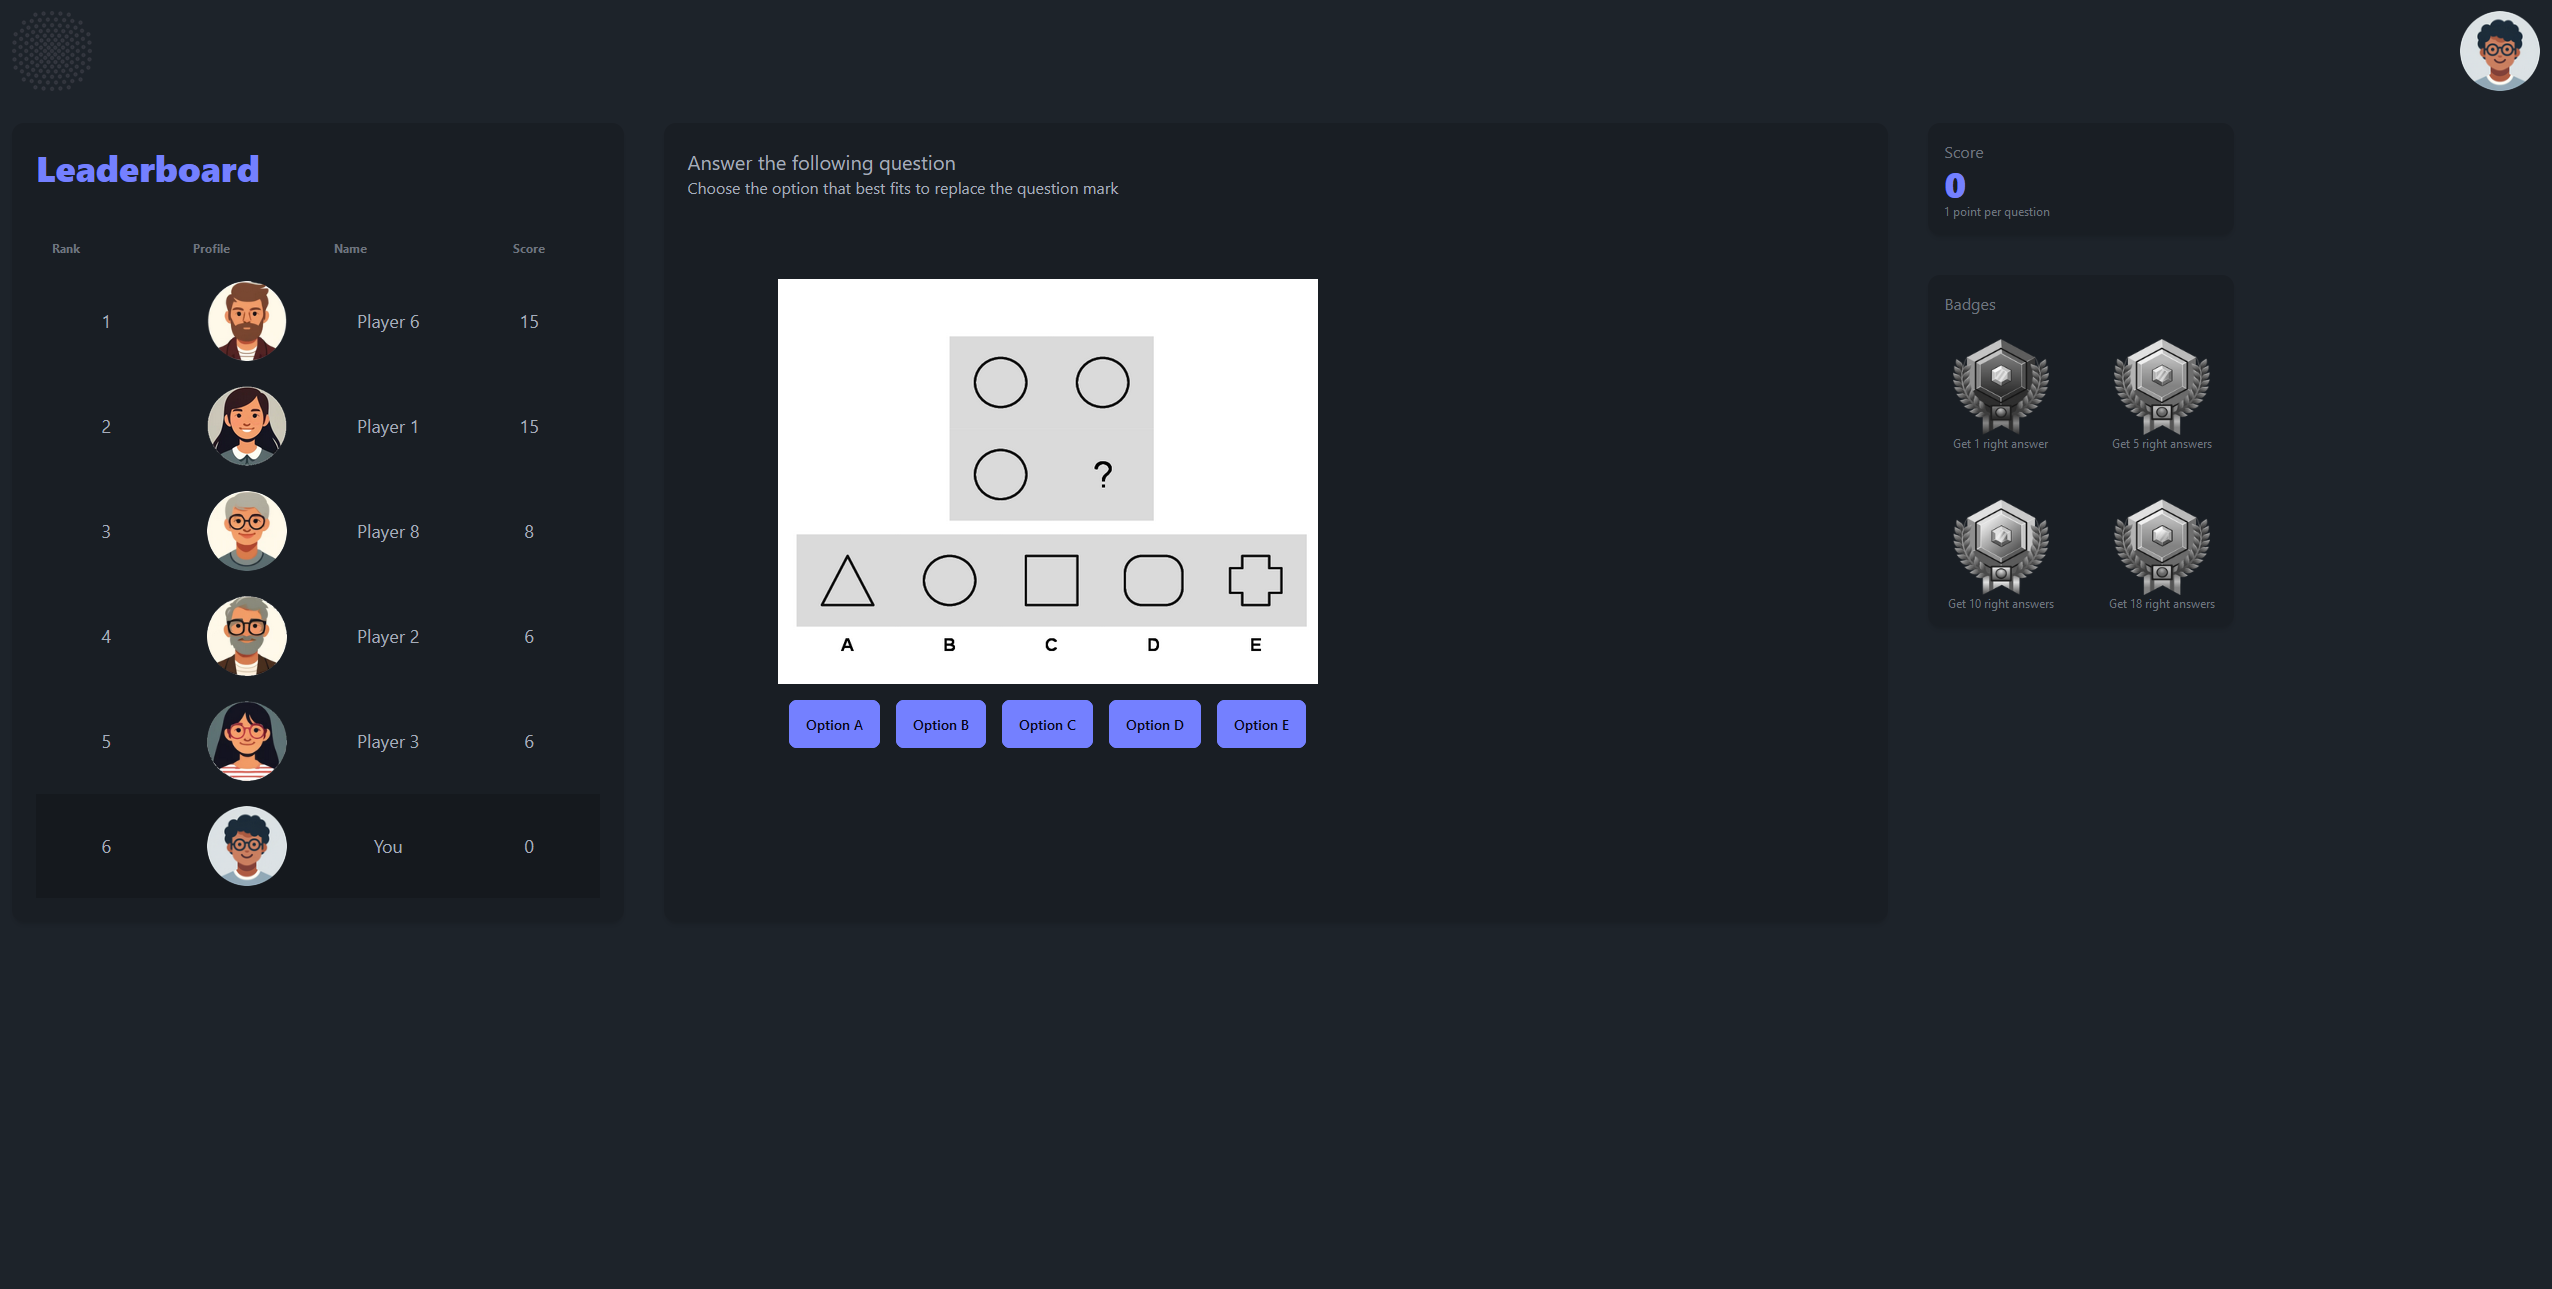 Leaderboard
Rank Profile Name Score
1 Player 6 15
2 Player 1 15
3 Player 8 8
4 Player 2 6
5 Player 3 6
6 You 0
Answer the following question
Choose the option that best fits to replace the question mark
?
A B C D E
Option A Option B Option C Option D Option E
Score
0
1 point per question
Badges
Get 1 right answer Get 5 right answers
Get 10 right answers Get 18 right answers